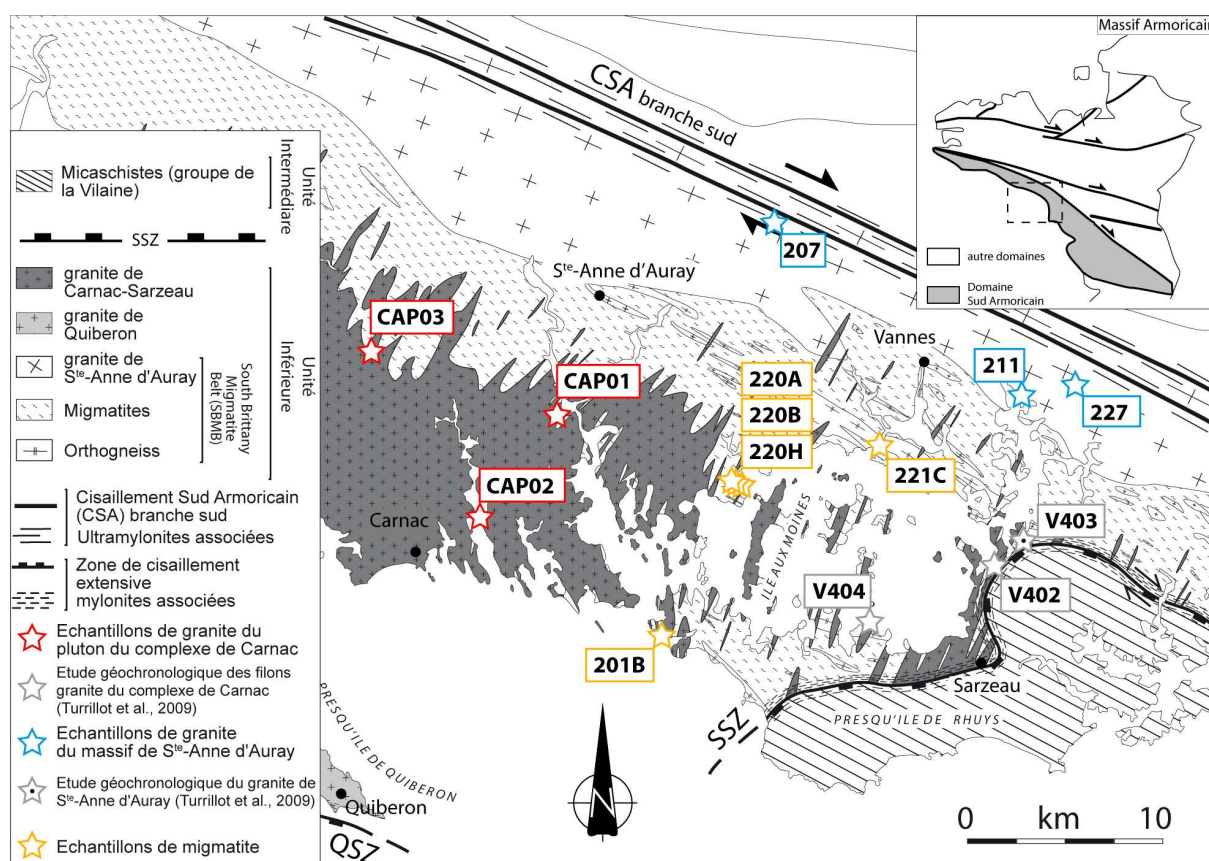 Massif Armoricain
autre domaines
Domaine
Sud Armoricain
CSA branche sud
207
Ste-Anne d'Auray
CAP03
Vannes
211
227
CAP01
220A
220B
220H
221C
CAP02
Carnac
ILE AUX MOINES
V403
V402
V404
201B
Sarzeau
SSZ
PRESQU'ILE DE RHUYS
PRESQU'ILE DE QUIBERON
Quiberon
QSZ
N
0 km 10
Micaschistes (groupe de
la Vilaine)
Unité
Intermédiare
SSZ
granite de
Carnac-Sarzeau
granite de
Quiberon
granite de
Ste-Anne d'Auray
Migmatites
Orthogneiss
South Brittany
Migmatite
Belt (SBMB)
Unité
Inférieure
Cisaillement Sud Armoricain
(CSA) branche sud
Ultramylonites associées
Zone de cisaillement
extensive
mylonites associées
Echantillons de granite du
pluton du complexe de Carnac
Etude géochronologique des filons
granite du complexe de Carnac
(Turrillot et al., 2009)
Echantillons de granite
du massif de Ste-Anne d'Auray
Etude géochronologique du granite de
Ste-Anne d'Auray (Turrillot et al., 2009)
Echantillons de migmatite